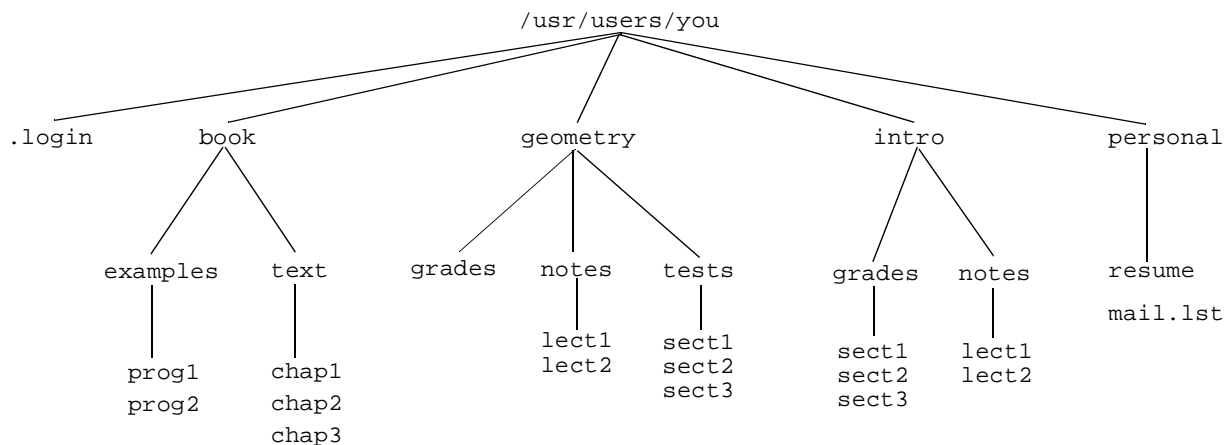 /usr/users/you
.login book geometry intro personal
examples text grades notes tests grades notes resume
mail.lst
lect1 sect1 sect1 lect1
lect2 sect2 sect2 lect2
sect3 sect3
prog1 chap1
prog2 chap2
chap3